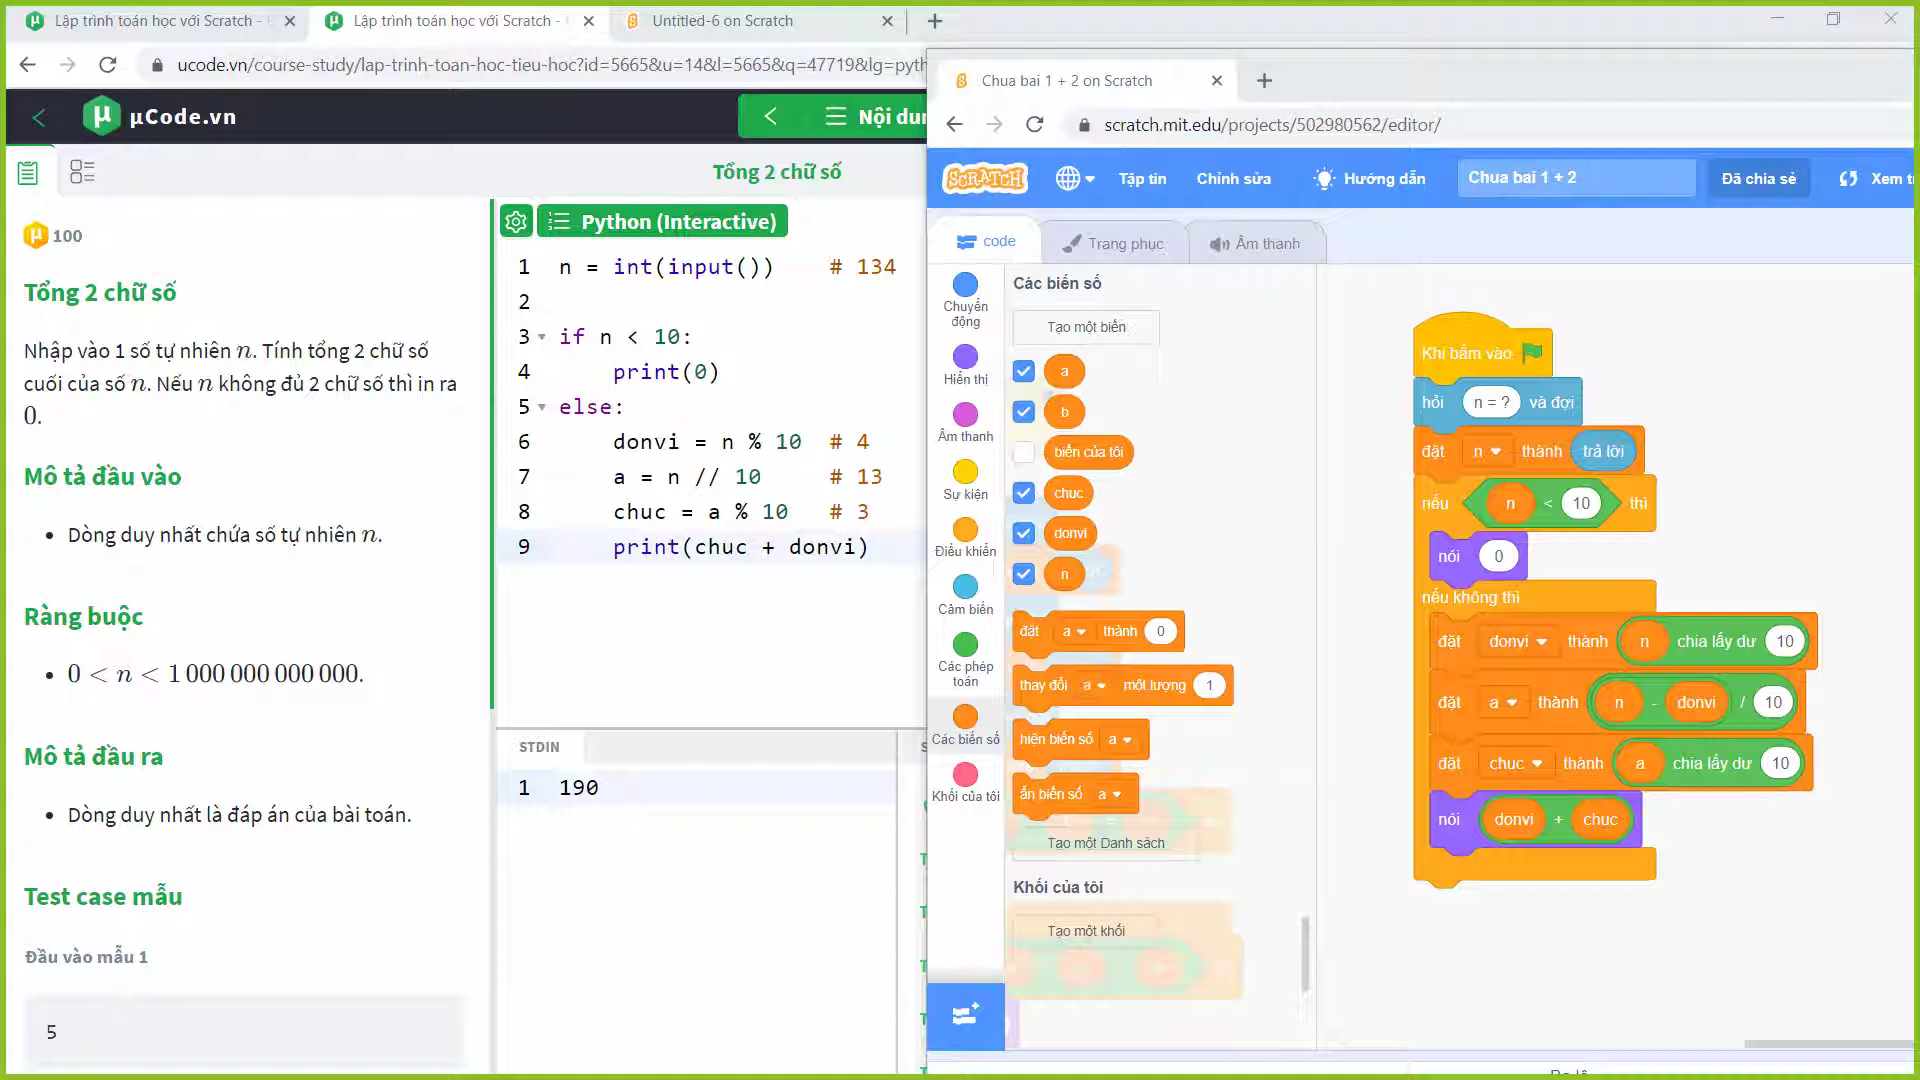 Lập trình toán học với Scratch -
Lập trình toán học với Scratch -
Untitled-6 on Scratch
ucode.vn/course-study/lap-trinh-toan-hoc-tieu-hoc?id=5665&u=14&l=5665&q=47719&lg=pyth
µCode.vn
Nội dun
Tổng 2 chữ số
100
Tổng 2 chữ số
Nhập vào 1 số tự nhiên n. Tính tổng 2 chữ số
cuối của số n. Nếu n không đủ 2 chữ số thì in ra
0.
Mô tả đầu vào
• Dòng duy nhất chứa số tự nhiên n.
Ràng buộc
• 0 < n < 1 000 000 000 000.
Mô tả đầu ra
• Dòng duy nhất là đáp án của bài toán.
Test case mẫu
Đầu vào mẫu 1
5
Python (Interactive)
1 n = int(input()) # 134
2
3 if n < 10:
4 print(0)
5 else:
6 donvi = n % 10 # 4
7 a = n // 10 # 13
8 chuc = a % 10 # 3
9 print(chuc + donvi)
STDIN
1 190
Chua bai 1 + 2 on Scratch
scratch.mit.edu/projects/502980562/editor/
SCRATCH
Tập tin
Chỉnh sửa
Hướng dẫn
Chua bai 1 + 2
Đã chia sẻ
Xem tr
code
Trang phục
Âm thanh
Chuyển
động
Hiển thị
Âm thanh
Sự kiện
Điều khiển
Cảm biến
Các phép
toán
Các biến số
Khối của tôi
Các biến số
Tạo một biến
a
b
biến của tôi
chuc
donvi
n
đặt a thành 0
thay đổi a một lượng 1
hiện biến số a
ẩn biến số a
Tạo một Danh sách
Khối của tôi
Tạo một khối
Khi bấm vào
hỏi n = ? và đợi
đặt n thành trả lời
nếu n < 10 thì
nói 0
nếu không thì
đặt donvi thành n chia lấy dư 10
đặt a thành n - donvi / 10
đặt chuc thành a chia lấy dư 10
nói donvi + chuc